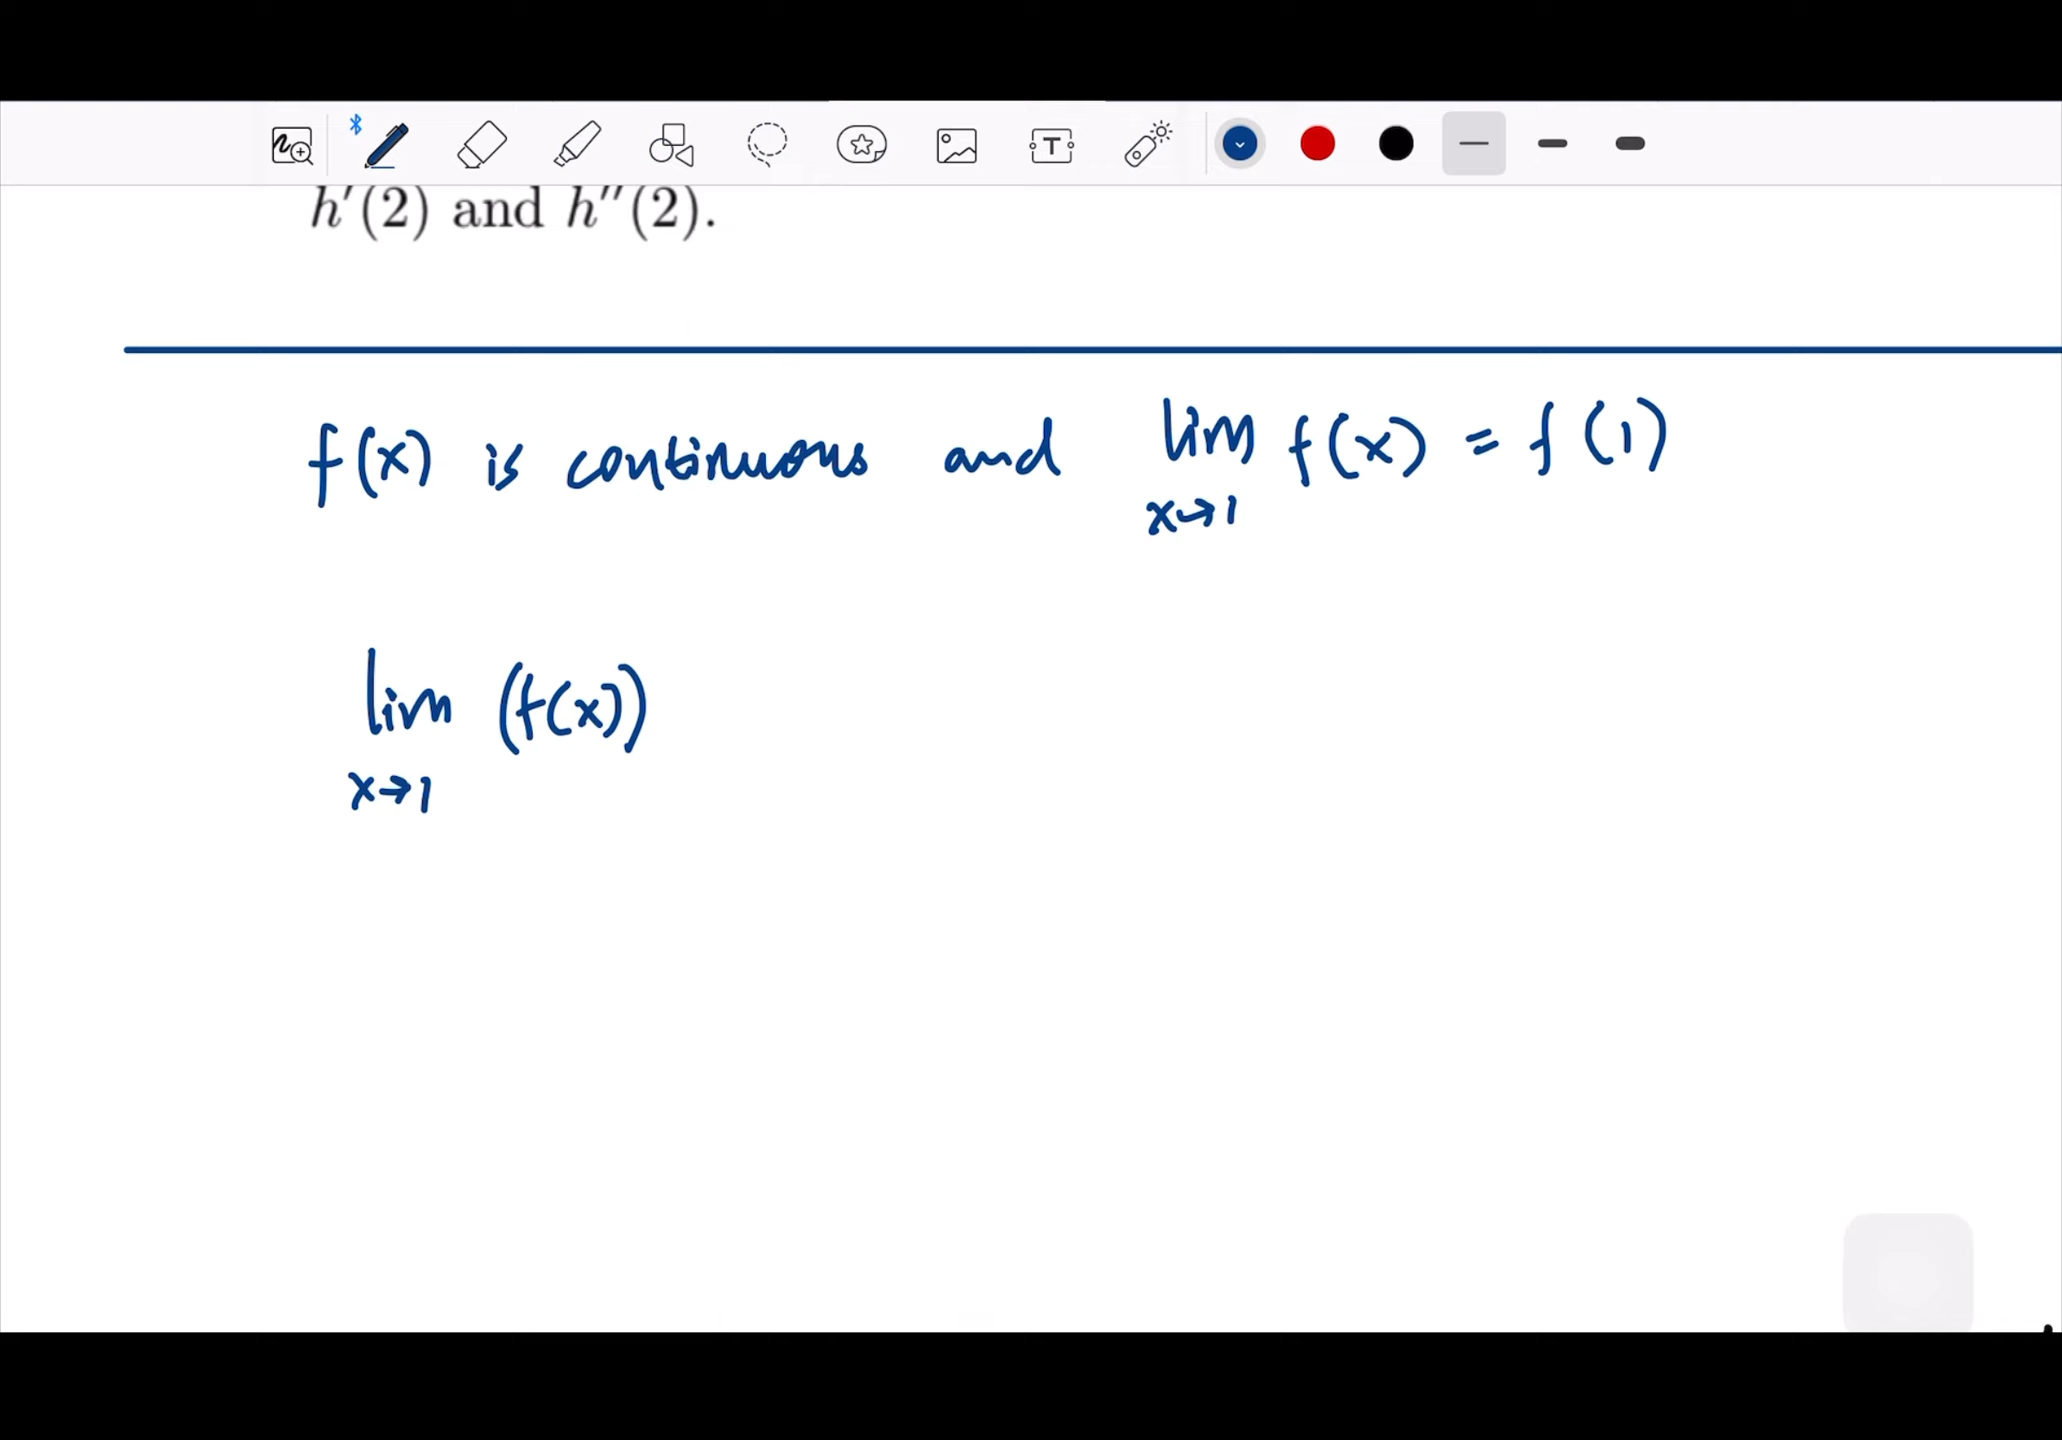 h′(2) and h″(2).
f(x) is continuous and lim f(x) = f(1)
x→1
lim (f(x))
x→1